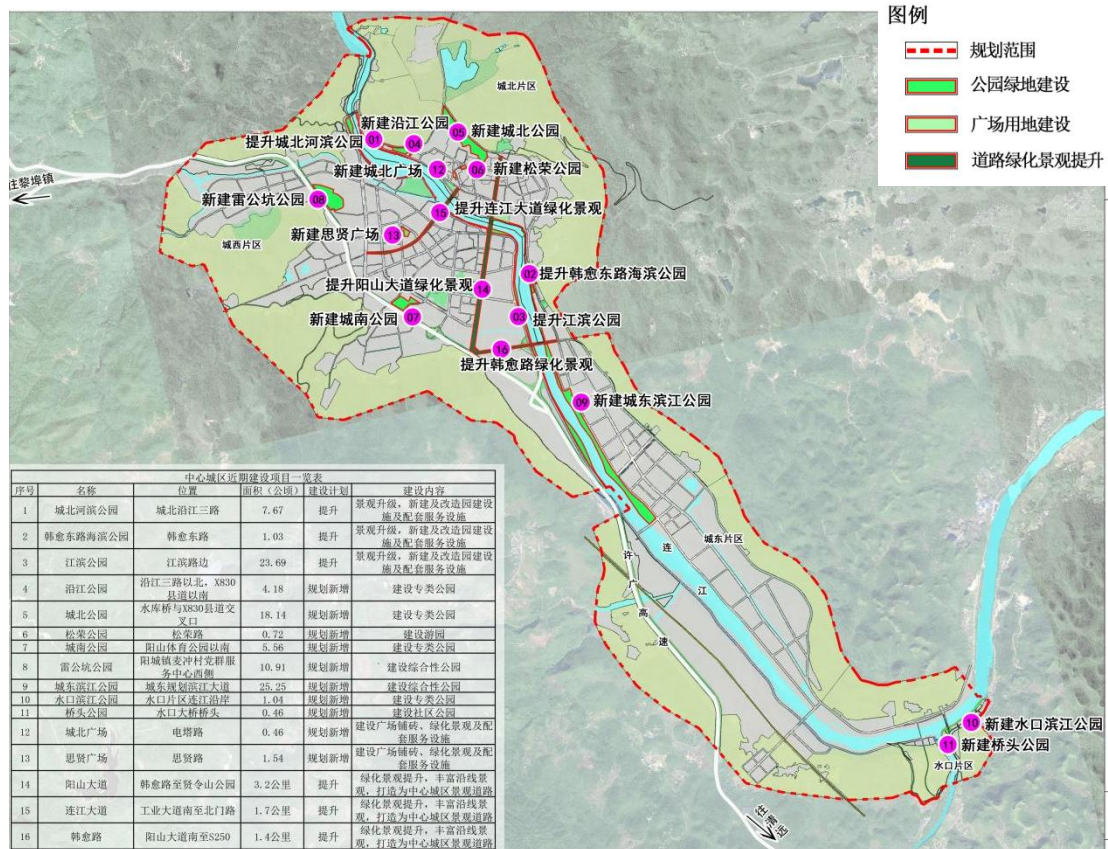 图例
规划范围
公园绿地建设
广场用地建设
道路绿化景观提升
城北片区
新建沿江公园
05
新建城北公园
提升城北河滨公园
01
04
新建城北广场
12
06
新建松荣公园
往黎埠镇
新建雷公坑公园
08
15
提升连江大道绿化景观
城西片区
新建思贤广场
13
02
提升韩愈东路海滨公园
提升阳山大道绿化景观
14
新建城南公园
07
03
提升江滨公园
16
提升韩愈路绿化景观
09
新建城东滨江公园
城东片区
连江
许广高速
10
新建水口滨江公园
11
新建桥头公园
水口片区
往清远
中心城区近期建设项目一览表
序号 名称 位置 面积（公顷） 建设计划 建设内容
1 城北河滨公园 城北沿江三路 7.67 提升 景观升级，新建及改造园建设施及配套服务设施
2 韩愈东路海滨公园 韩愈东路 1.03 提升 景观升级，新建及改造园建设施及配套服务设施
3 江滨公园 江滨路边 23.69 提升 景观升级，新建及改造园建设施及配套服务设施
4 沿江公园 沿江三路以北，X830县道以南 4.18 规划新增 建设专类公园
5 城北公园 水库桥与X830县道交叉口 18.14 规划新增 建设专类公园
6 松荣公园 松荣路 0.72 规划新增 建设游园
7 城南公园 阳山体育公园以南 5.56 规划新增 建设专类公园
8 雷公坑公园 阳城镇麦冲村党群服务中心西侧 10.91 规划新增 建设综合性公园
9 城东滨江公园 城东规划滨江大道 25.25 规划新增 建设综合性公园
10 水口滨江公园 水口片区连江沿岸 1.04 规划新增 建设专类公园
11 桥头公园 水口大桥桥头 0.46 规划新增 建设社区公园
12 城北广场 电塔路 0.46 规划新增 建设广场铺砖、绿化景观及配套服务设施
13 思贤广场 思贤路 1.54 规划新增 建设广场铺砖、绿化景观及配套服务设施
14 阳山大道 韩愈路至贤令山公园 3.2公里 提升 绿化景观提升，丰富沿线景观，打造为中心城区景观道路
15 连江大道 工业大道南至北门路 1.7公里 提升 绿化景观提升，丰富沿线景观，打造为中心城区景观道路
16 韩愈路 阳山大道南至S250 1.4公里 提升 绿化景观提升，丰富沿线景观，打造为中心城区景观道路